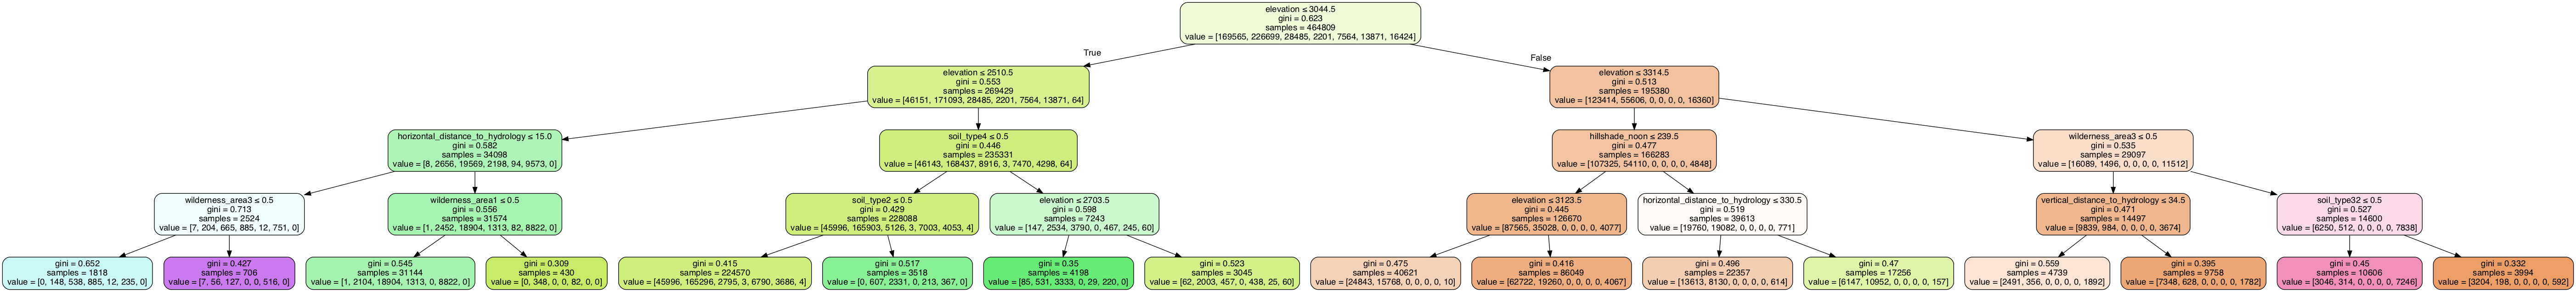 elevation ≤ 3044.5
gini = 0.623
samples = 464809
value = [169565, 226699, 28485, 2201, 7564, 13871, 16424]
True
False
elevation ≤ 2510.5
gini = 0.553
samples = 269429
value = [46151, 171093, 28485, 2201, 7564, 13871, 64]
elevation ≤ 3314.5
gini = 0.513
samples = 195380
value = [123414, 55606, 0, 0, 0, 0, 16360]
horizontal_distance_to_hydrology ≤ 15.0
gini = 0.582
samples = 34098
value = [8, 2656, 19569, 2198, 94, 9573, 0]
soil_type4 ≤ 0.5
gini = 0.446
samples = 235331
value = [46143, 168437, 8916, 3, 7470, 4298, 64]
hillshade_noon ≤ 239.5
gini = 0.477
samples = 166283
value = [107325, 54110, 0, 0, 0, 0, 4848]
wilderness_area3 ≤ 0.5
gini = 0.535
samples = 29097
value = [16089, 1496, 0, 0, 0, 0, 11512]
wilderness_area3 ≤ 0.5
gini = 0.713
samples = 2524
value = [7, 204, 665, 885, 12, 751, 0]
wilderness_area1 ≤ 0.5
gini = 0.556
samples = 31574
value = [1, 2452, 18904, 1313, 82, 8822, 0]
soil_type2 ≤ 0.5
gini = 0.429
samples = 228088
value = [45996, 165903, 5126, 3, 7003, 4053, 4]
elevation ≤ 2703.5
gini = 0.598
samples = 7243
value = [147, 2534, 3790, 0, 467, 245, 60]
elevation ≤ 3123.5
gini = 0.445
samples = 126670
value = [87565, 35028, 0, 0, 0, 0, 4077]
horizontal_distance_to_hydrology ≤ 330.5
gini = 0.519
samples = 39613
value = [19760, 19082, 0, 0, 0, 0, 771]
vertical_distance_to_hydrology ≤ 34.5
gini = 0.471
samples = 14497
value = [9839, 984, 0, 0, 0, 0, 3674]
soil_type32 ≤ 0.5
gini = 0.527
samples = 14600
value = [6250, 512, 0, 0, 0, 0, 7838]
gini = 0.652
samples = 1818
value = [0, 148, 538, 885, 12, 235, 0]
gini = 0.427
samples = 706
value = [7, 56, 127, 0, 0, 516, 0]
gini = 0.545
samples = 31144
value = [1, 2104, 18904, 1313, 0, 8822, 0]
gini = 0.309
samples = 430
value = [0, 348, 0, 0, 82, 0, 0]
gini = 0.415
samples = 224570
value = [45996, 165296, 2795, 3, 6790, 3686, 4]
gini = 0.517
samples = 3518
value = [0, 607, 2331, 0, 213, 367, 0]
gini = 0.35
samples = 4198
value = [85, 531, 3333, 0, 29, 220, 0]
gini = 0.523
samples = 3045
value = [62, 2003, 457, 0, 438, 25, 60]
gini = 0.475
samples = 40621
value = [24843, 15768, 0, 0, 0, 0, 10]
gini = 0.416
samples = 86049
value = [62722, 19260, 0, 0, 0, 0, 4067]
gini = 0.496
samples = 22357
value = [13613, 8130, 0, 0, 0, 0, 614]
gini = 0.47
samples = 17256
value = [6147, 10952, 0, 0, 0, 0, 157]
gini = 0.559
samples = 4739
value = [2491, 356, 0, 0, 0, 0, 1892]
gini = 0.395
samples = 9758
value = [7348, 628, 0, 0, 0, 0, 1782]
gini = 0.45
samples = 10606
value = [3046, 314, 0, 0, 0, 0, 7246]
gini = 0.332
samples = 3994
value = [3204, 198, 0, 0, 0, 0, 592]